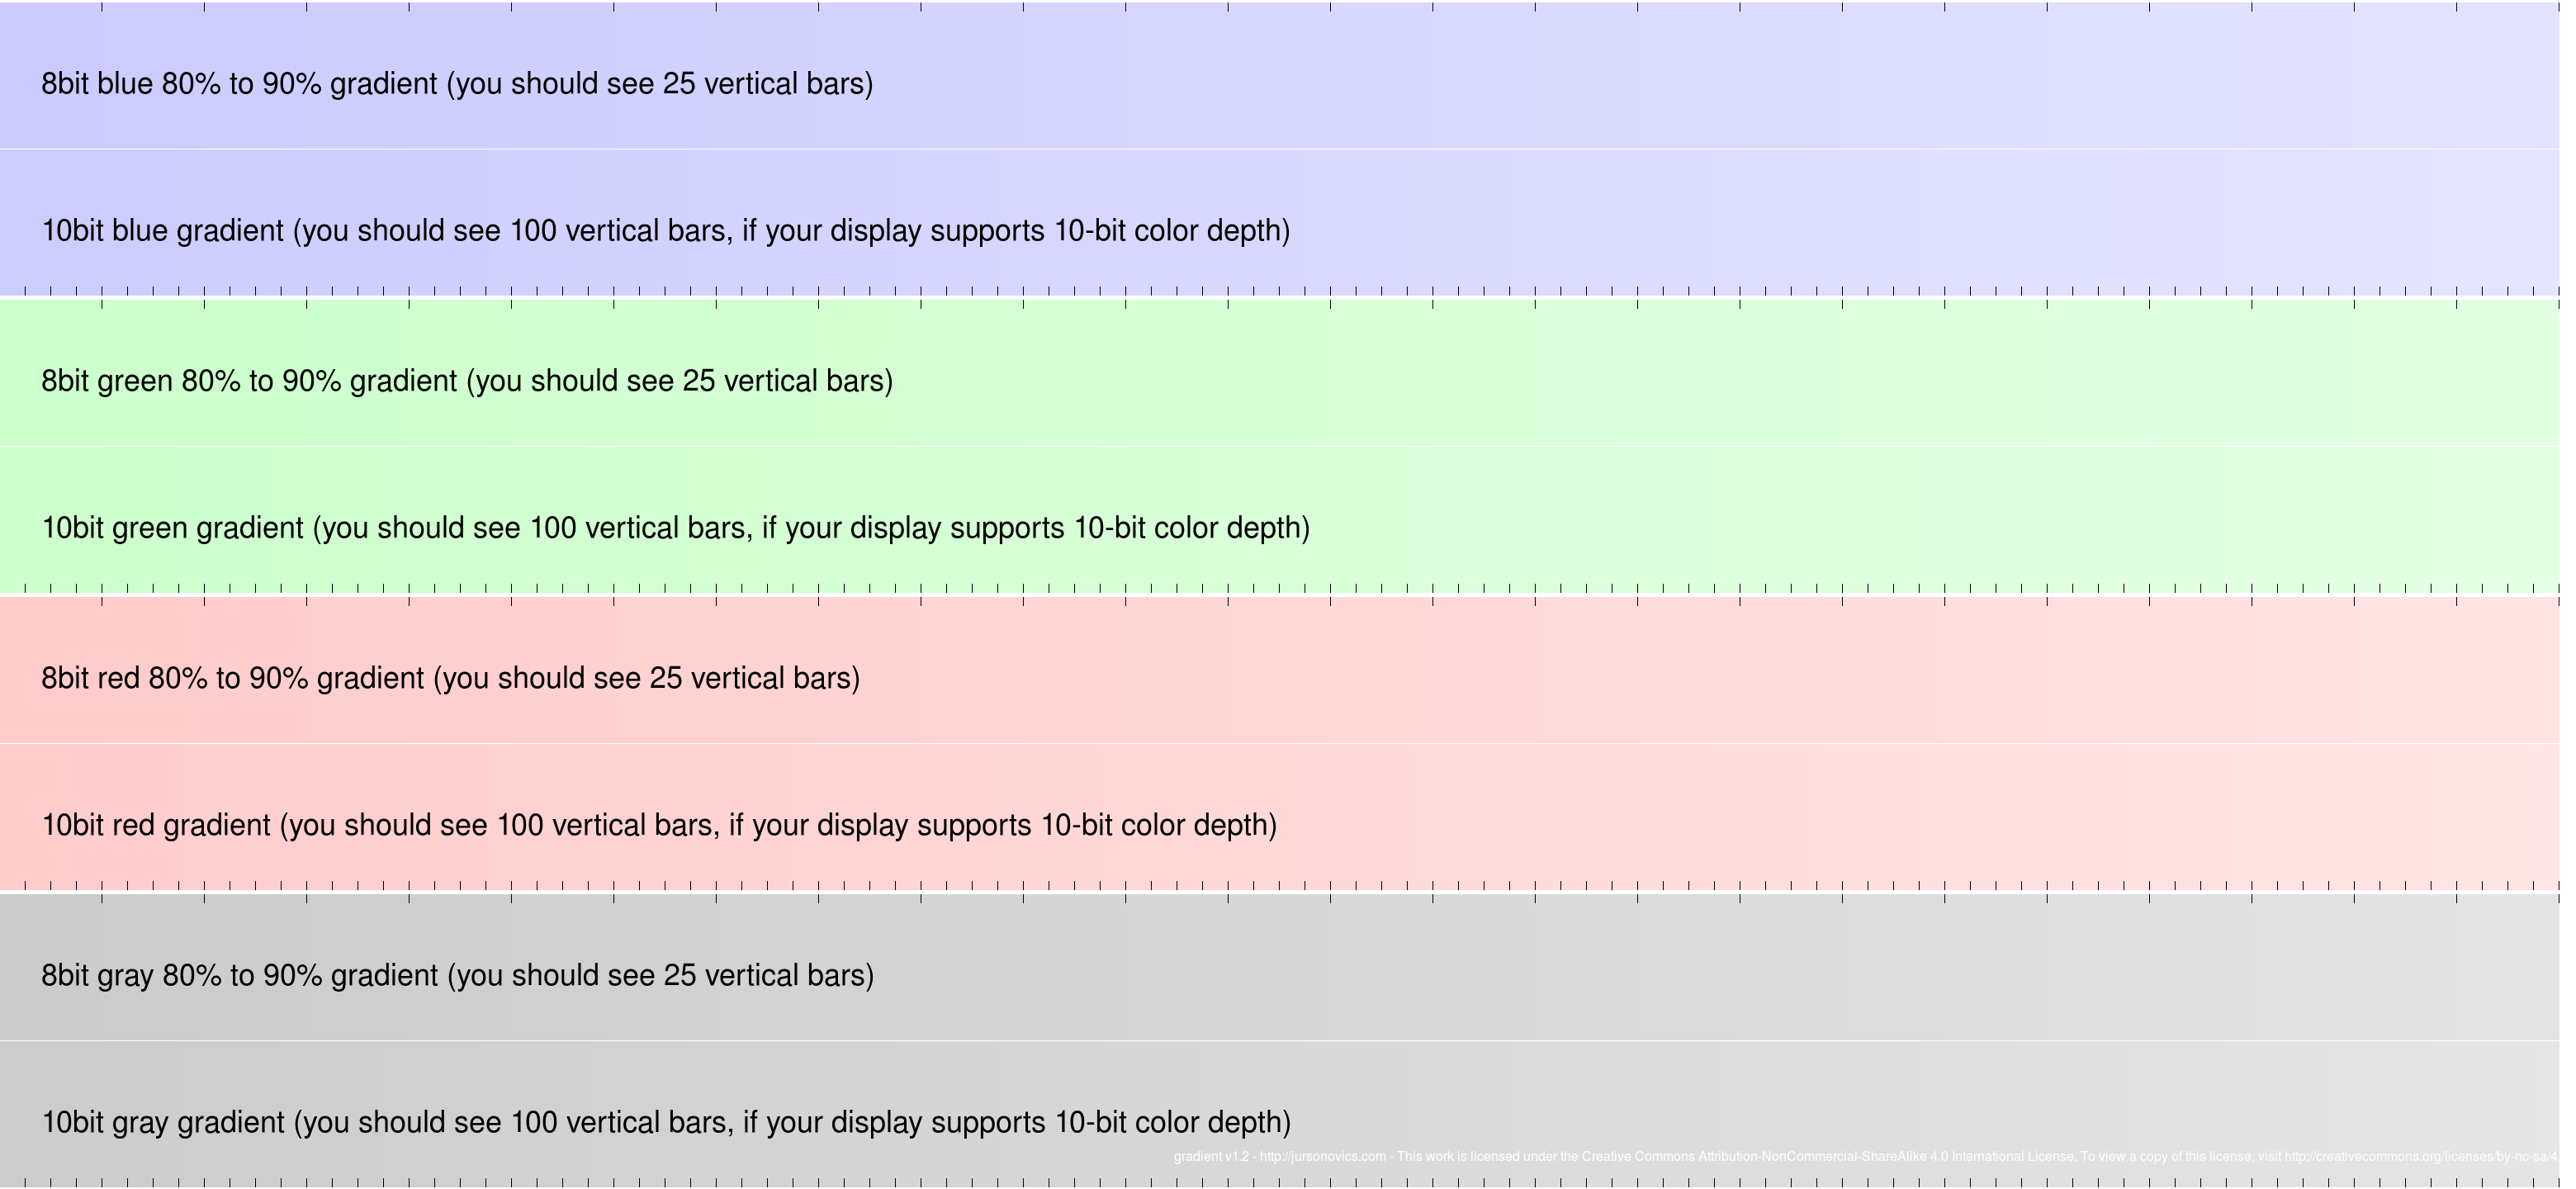 8bit blue 80% to 90% gradient (you should see 25 vertical bars)
10bit blue gradient (you should see 100 vertical bars, if your display supports 10-bit color depth)
8bit green 80% to 90% gradient (you should see 25 vertical bars)
10bit green gradient (you should see 100 vertical bars, if your display supports 10-bit color depth)
8bit red 80% to 90% gradient (you should see 25 vertical bars)
10bit red gradient (you should see 100 vertical bars, if your display supports 10-bit color depth)
8bit gray 80% to 90% gradient (you should see 25 vertical bars)
10bit gray gradient (you should see 100 vertical bars, if your display supports 10-bit color depth)
gradient v1.2 - http://jursonovics.com - This work is licensed under the Creative Commons Attribution-NonCommercial-ShareAlike 4.0 International License. To view a copy of this license, visit http://creativecommons.org/licenses/by-nc-sa/4